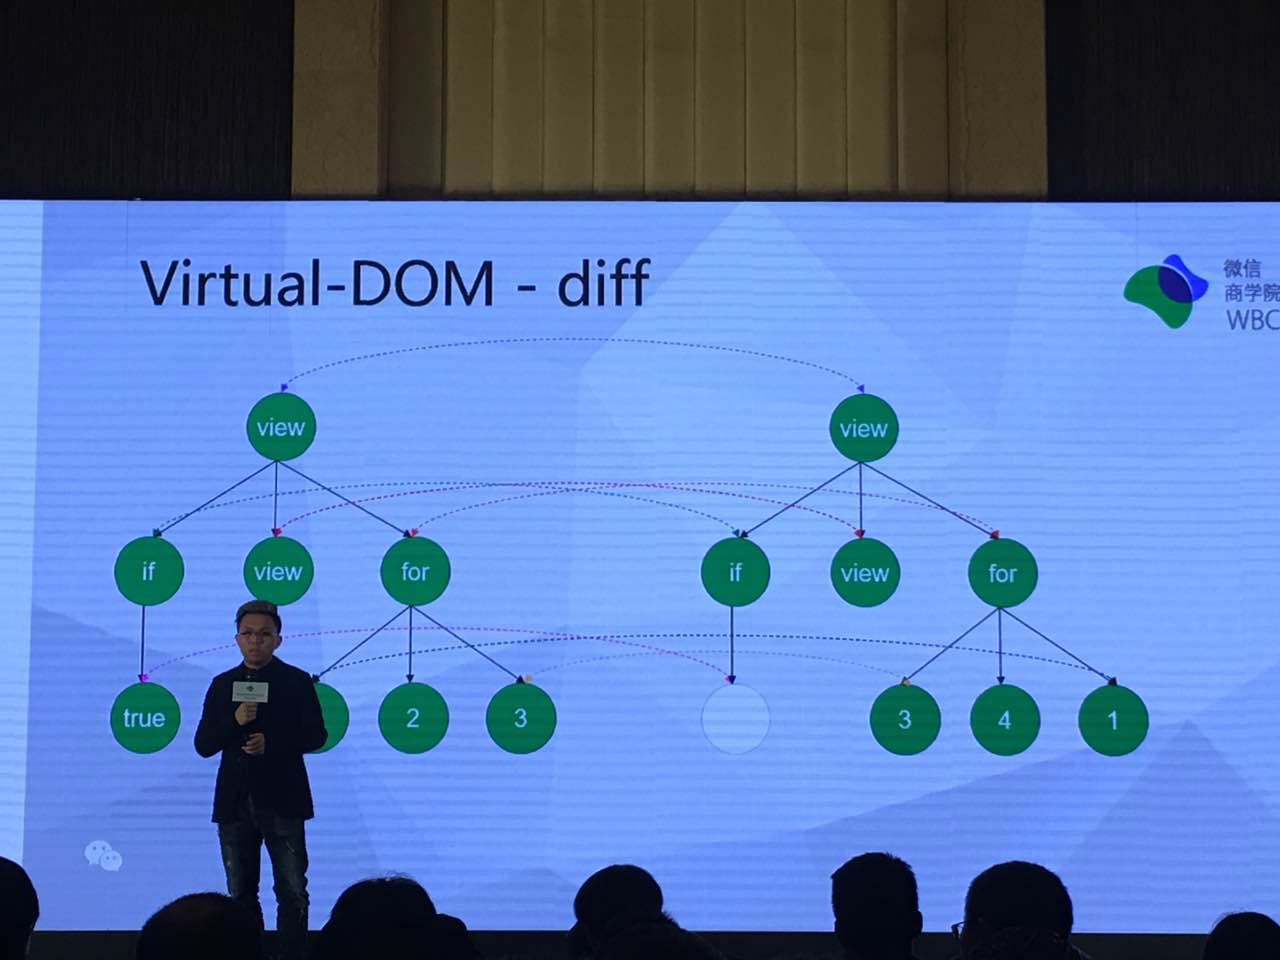 Virtual-DOM - diff
微信
商学院
WBC
view
view
if
view
for
if
view
for
true
2
3
3
4
1